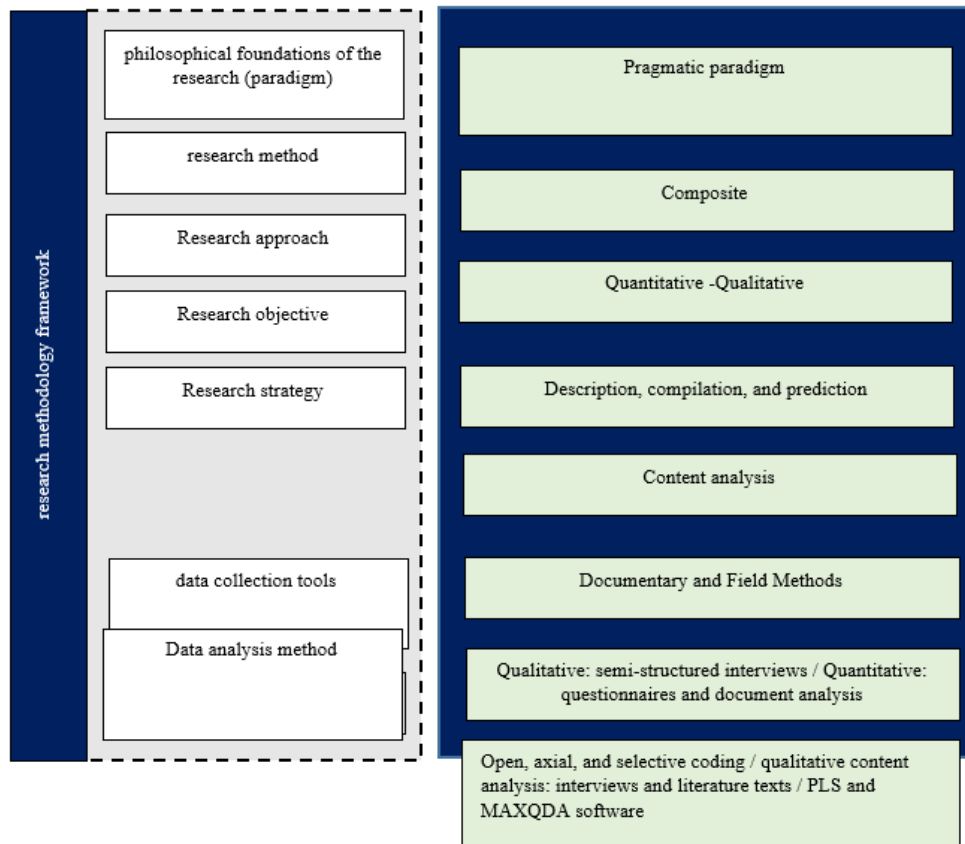 research methodology framework
philosophical foundations of the
research (paradigm)
research method
Research approach
Research objective
Research strategy
data collection tools
Data analysis method
Pragmatic paradigm
Composite
Quantitative -Qualitative
Description, compilation, and prediction
Content analysis
Documentary and Field Methods
Qualitative: semi-structured interviews / Quantitative:
questionnaires and document analysis
Open, axial, and selective coding / qualitative content
analysis: interviews and literature texts / PLS and
MAXQDA software